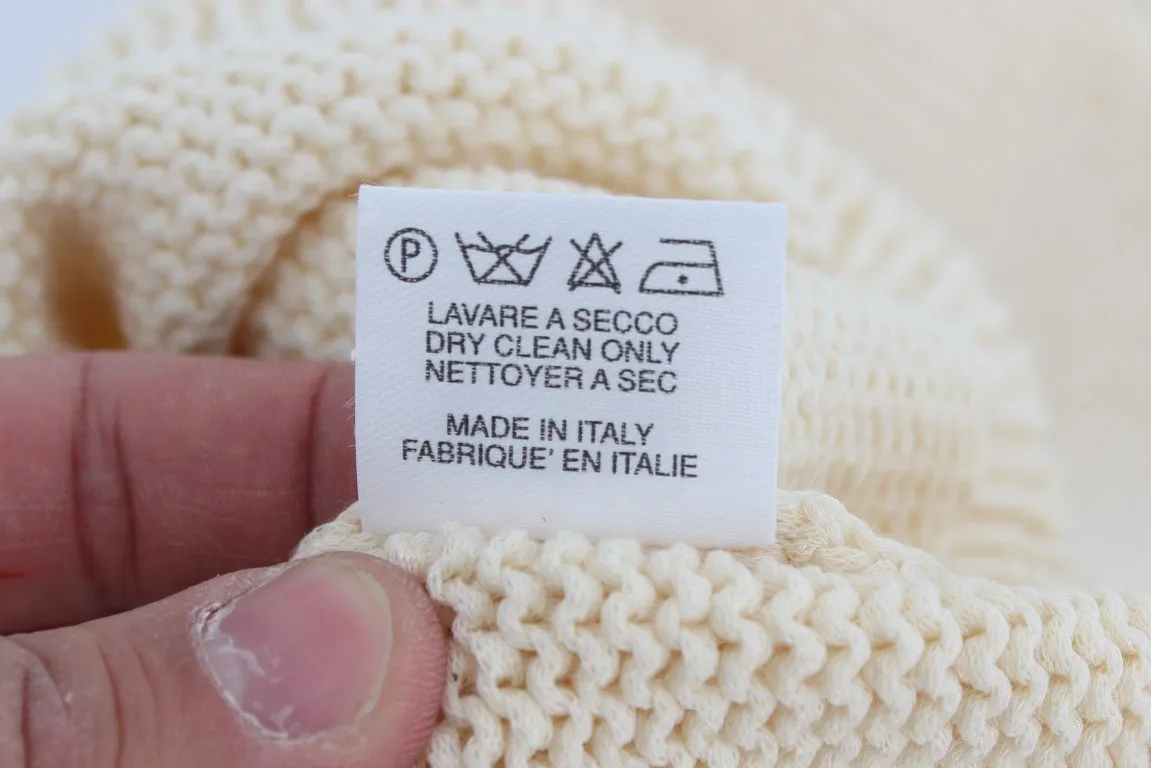 P
LAVARE A SECCO
DRY CLEAN ONLY
NETTOYER A SEC
MADE IN ITALY
FABRIQUE' EN ITALIE